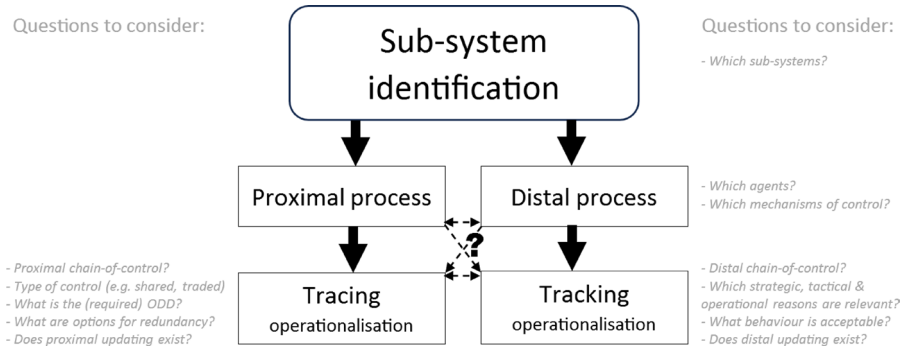 Questions to consider:
Sub-system
identification
Questions to consider:
- Which sub-systems?
Proximal process
Distal process
- Which agents?
- Which mechanisms of control?
?
- Proximal chain-of-control?
- Type of control (e.g. shared, traded)
- What is the (required) ODD?
- What are options for redundancy?
- Does proximal updating exist?
Tracing
operationalisation
Tracking
operationalisation
- Distal chain-of-control?
- Which strategic, tactical &
operational reasons are relevant?
- What behaviour is acceptable?
- Does distal updating exist?